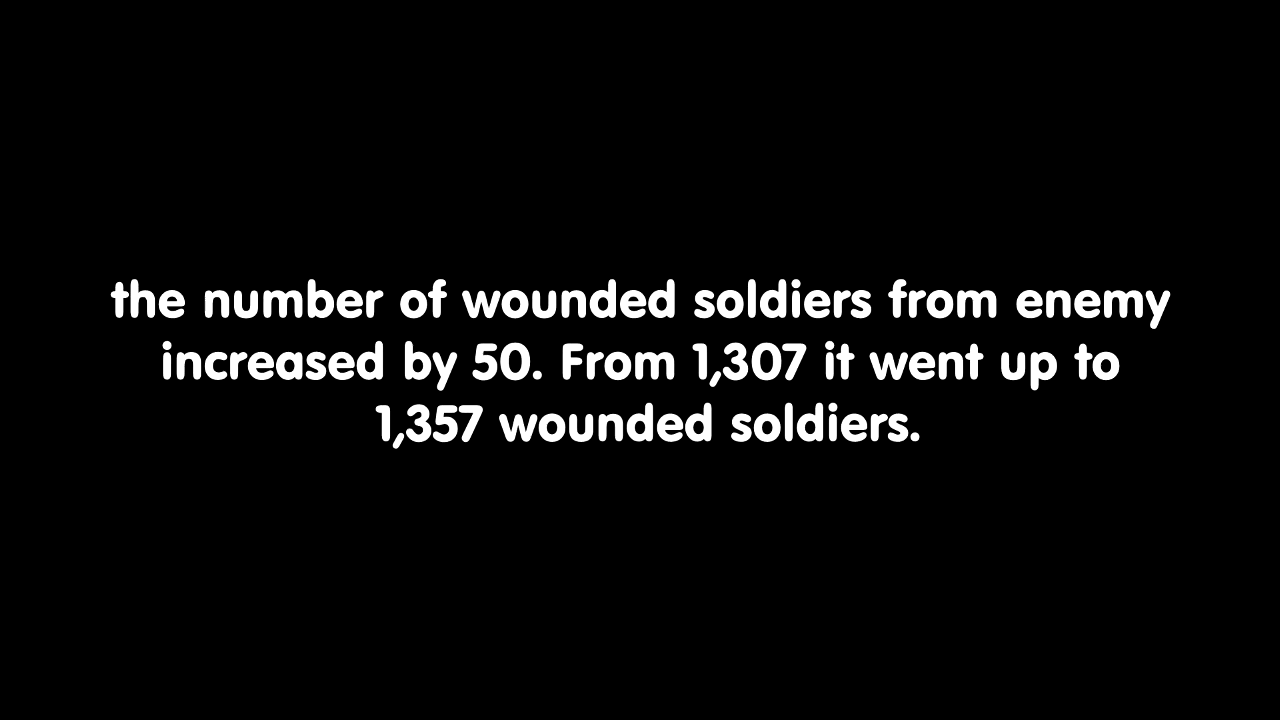 the number of wounded soldiers from enemy
increased by 50. From 1,307 it went up to
1,357 wounded soldiers.